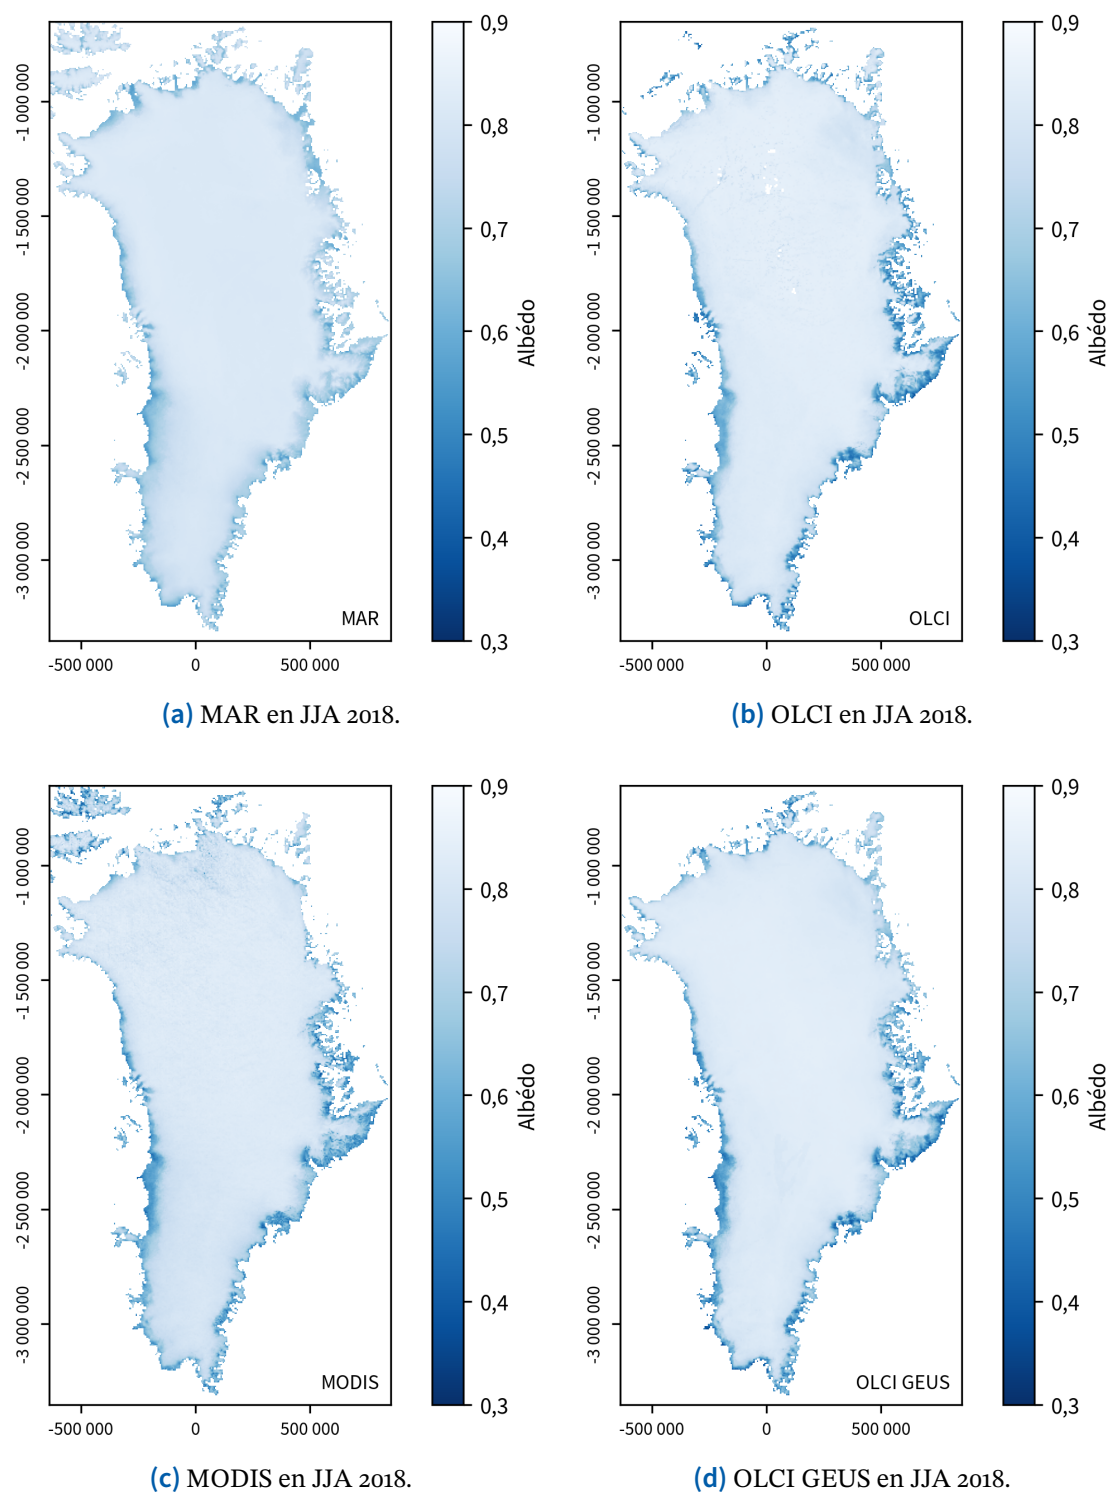 -1 000 000
-1 500 000
-2 000 000
-2 500 000
-3 000 000
-500 000
0
500 000
MAR
0,9
0,8
0,7
0,6
0,5
0,4
0,3
Albédo
(a) MAR en JJA 2018.
-1 000 000
-1 500 000
-2 000 000
-2 500 000
-3 000 000
-500 000
0
500 000
OLCI
0,9
0,8
0,7
0,6
0,5
0,4
0,3
Albédo
(b) OLCI en JJA 2018.
-1 000 000
-1 500 000
-2 000 000
-2 500 000
-3 000 000
-500 000
0
500 000
MODIS
0,9
0,8
0,7
0,6
0,5
0,4
0,3
Albédo
(c) MODIS en JJA 2018.
-1 000 000
-1 500 000
-2 000 000
-2 500 000
-3 000 000
-500 000
0
500 000
OLCI GEUS
0,9
0,8
0,7
0,6
0,5
0,4
0,3
Albédo
(d) OLCI GEUS en JJA 2018.